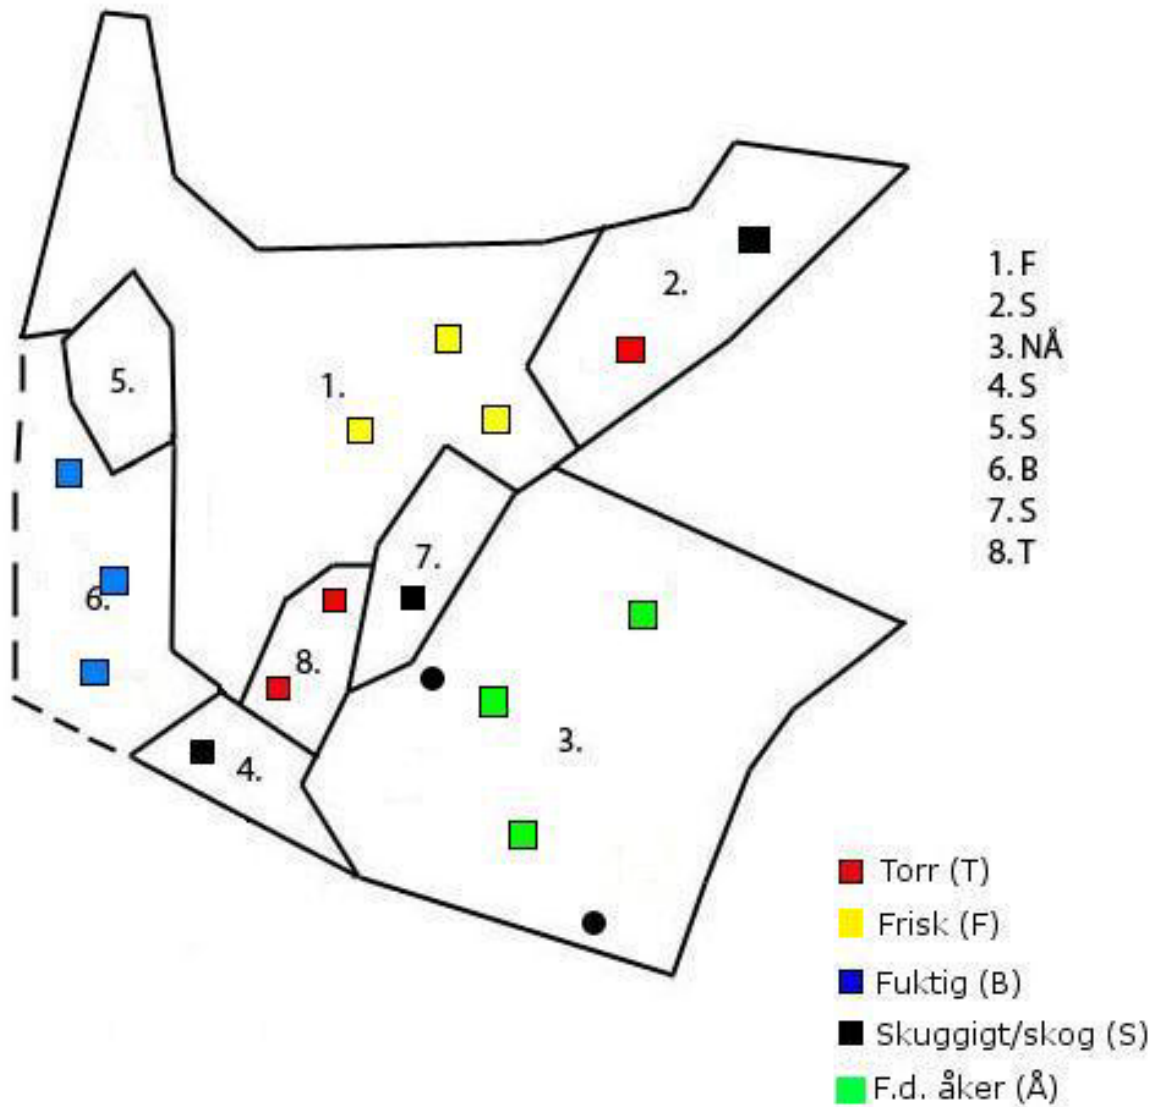 2.
1. F
2. S
3. NÅ
4. S
5. S
6. B
7. S
8. T
5.
1.
7.
6.
8.
3.
4.
Torr (T)
Frisk (F)
Fuktig (B)
Skuggigt/skog (S)
F.d. åker (Å)